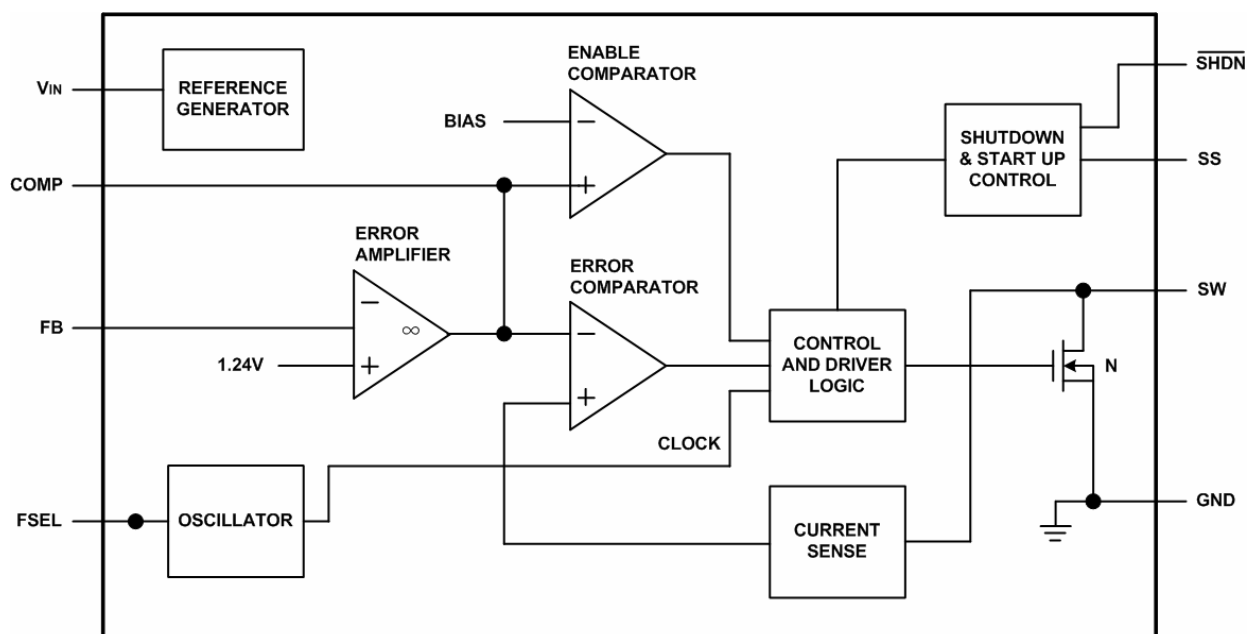 VIN
REFERENCE
GENERATOR
ENABLE
COMPARATOR
SHDN
BIAS
−
+
SHUTDOWN
& START UP
CONTROL
SS
COMP
ERROR
AMPLIFIER
−
∞
+
ERROR
COMPARATOR
−
+
SW
FB
1.24V
CONTROL
AND DRIVER
LOGIC
N
CLOCK
FSEL
OSCILLATOR
CURRENT
SENSE
GND